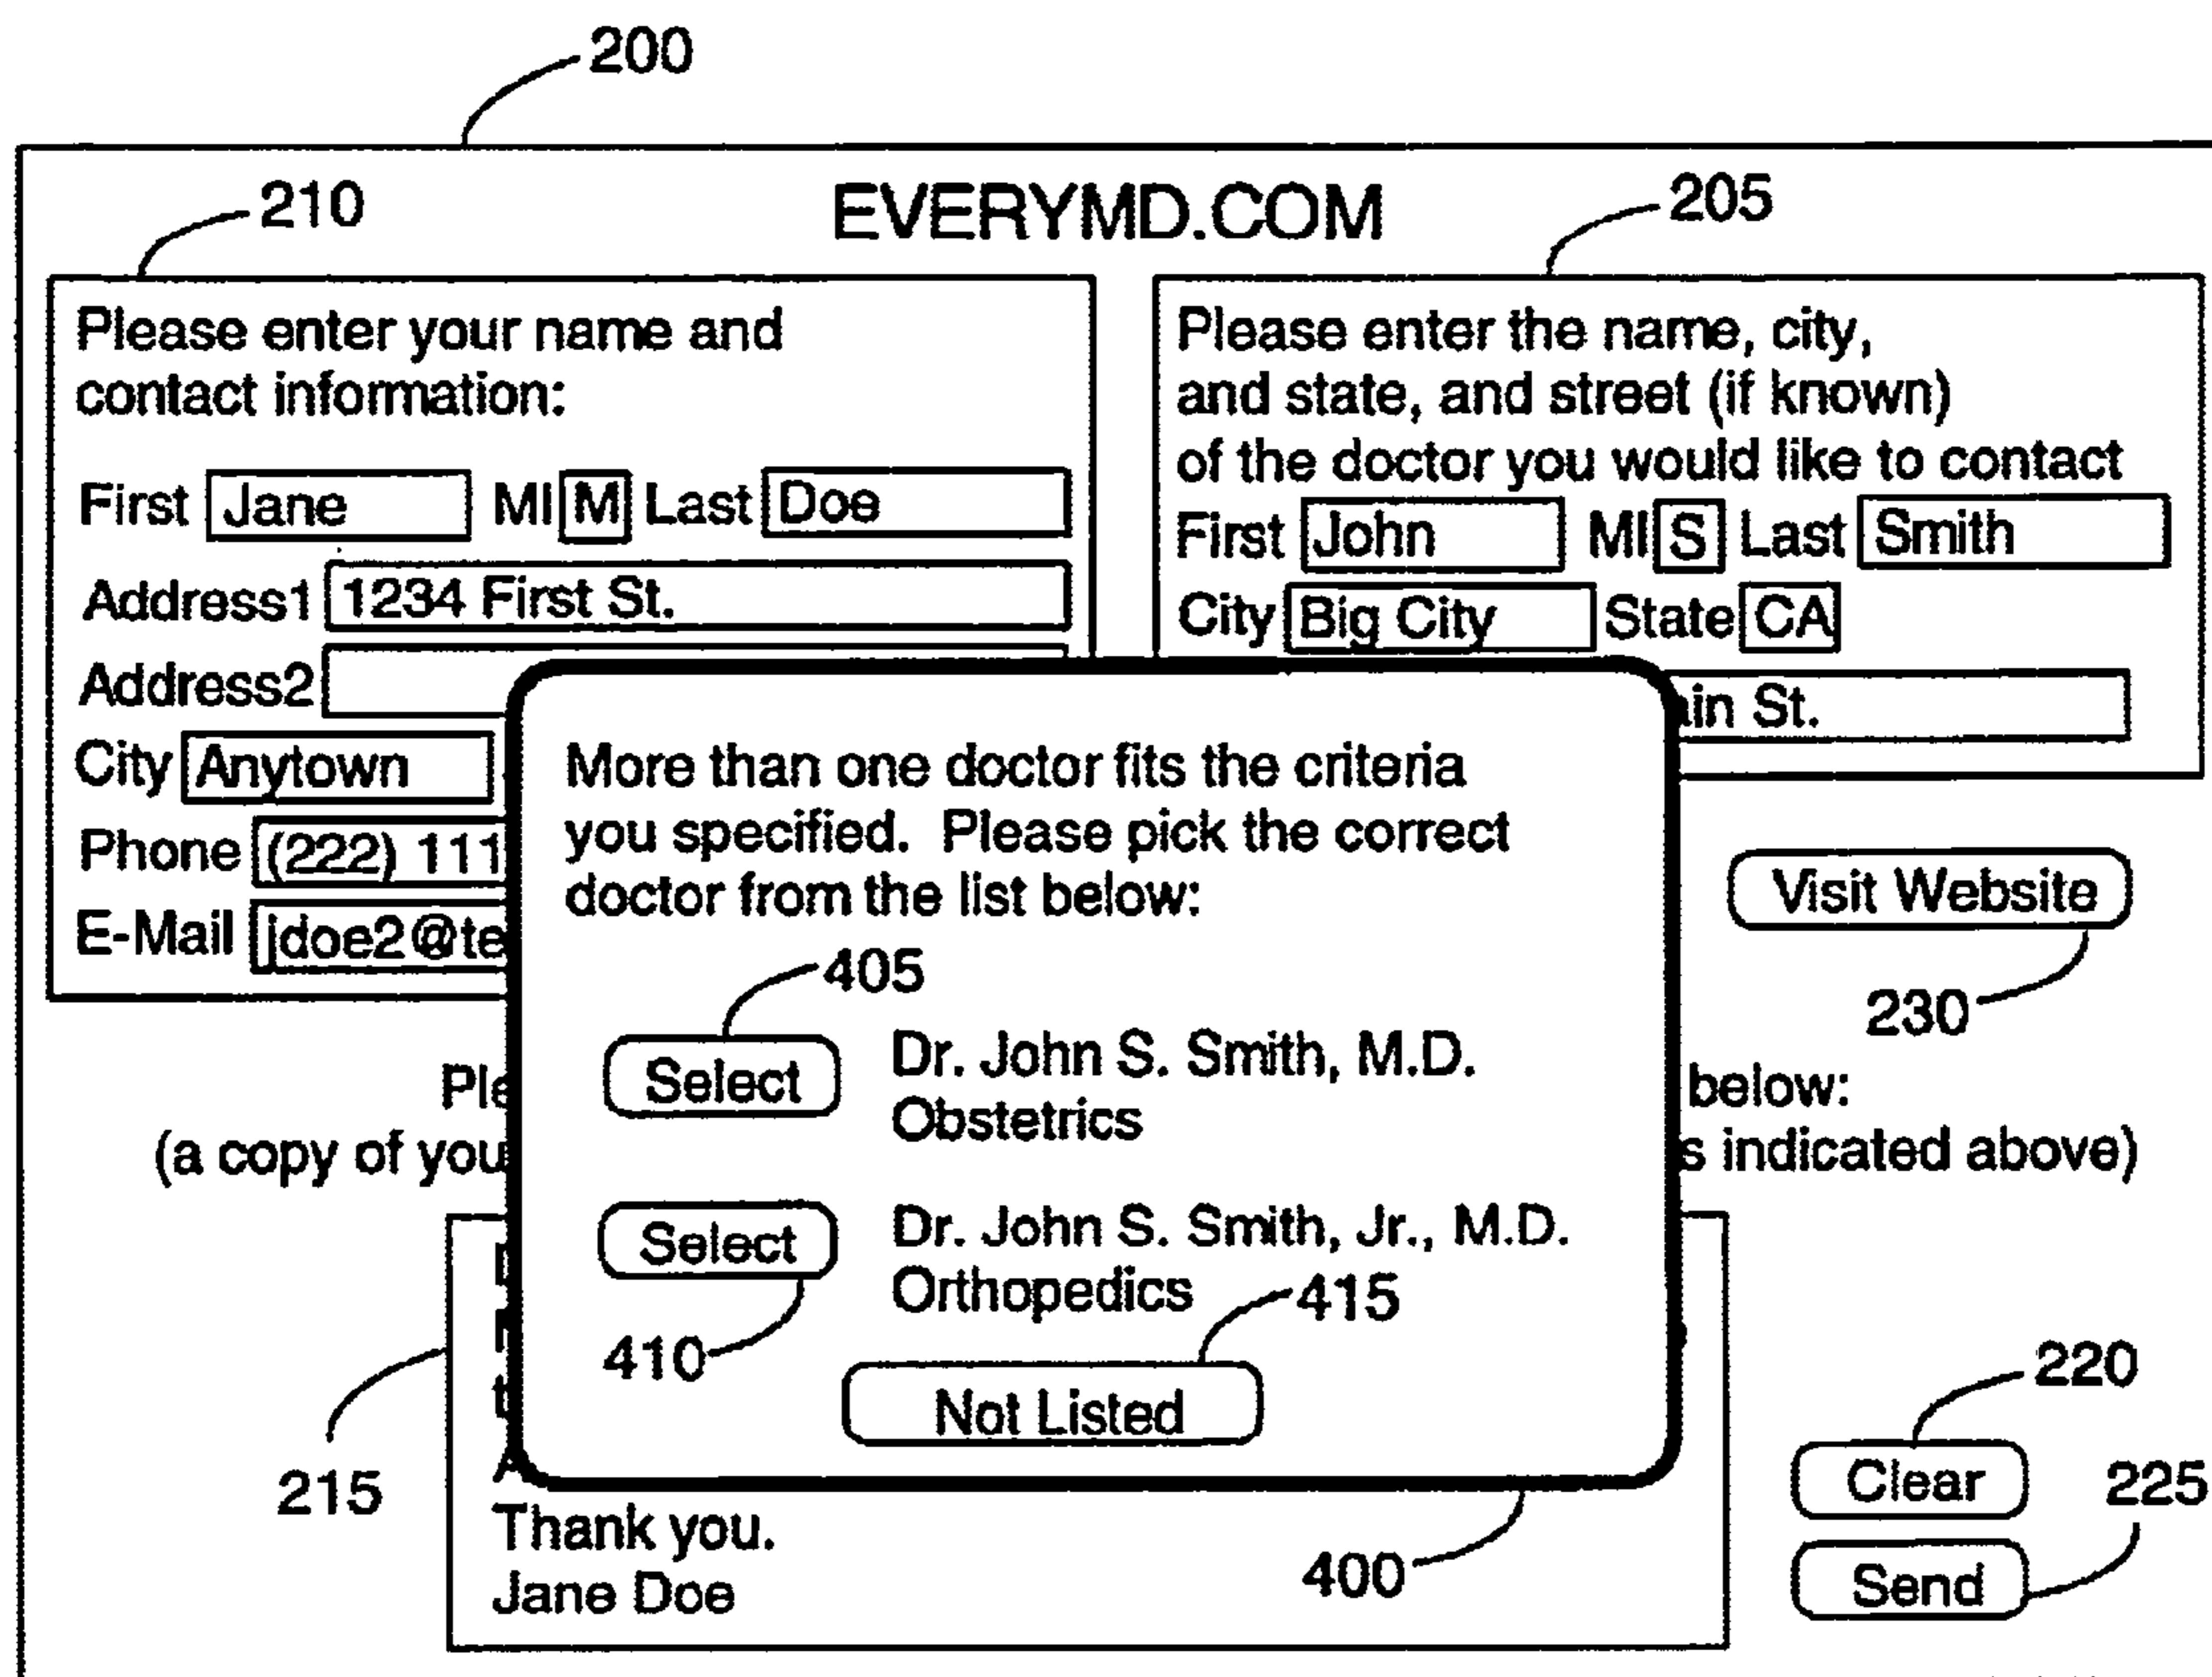 200
EVERYMD.COM
210
205
Please enter your name and
contact information:
First Jane MI M Last Doe
Address1 1234 First St.
Address2
City Anytown
Phone (222) 111
E-Mail jdoe2@te
Please enter the name, city,
and state, and street (if known)
of the doctor you would like to contact
First John MI S Last Smith
City Big City State CA
ain St.
More than one doctor fits the criteria
you specified. Please pick the correct
doctor from the list below:
405
Select Dr. John S. Smith, M.D.
Obstetrics
Select Dr. John S. Smith, Jr., M.D.
Orthopedics
410
415
Not Listed
400
Visit Website
230
Ple
below:
(a copy of you
s indicated above)
215
Thank you.
Jane Doe
220
Clear
225
Send